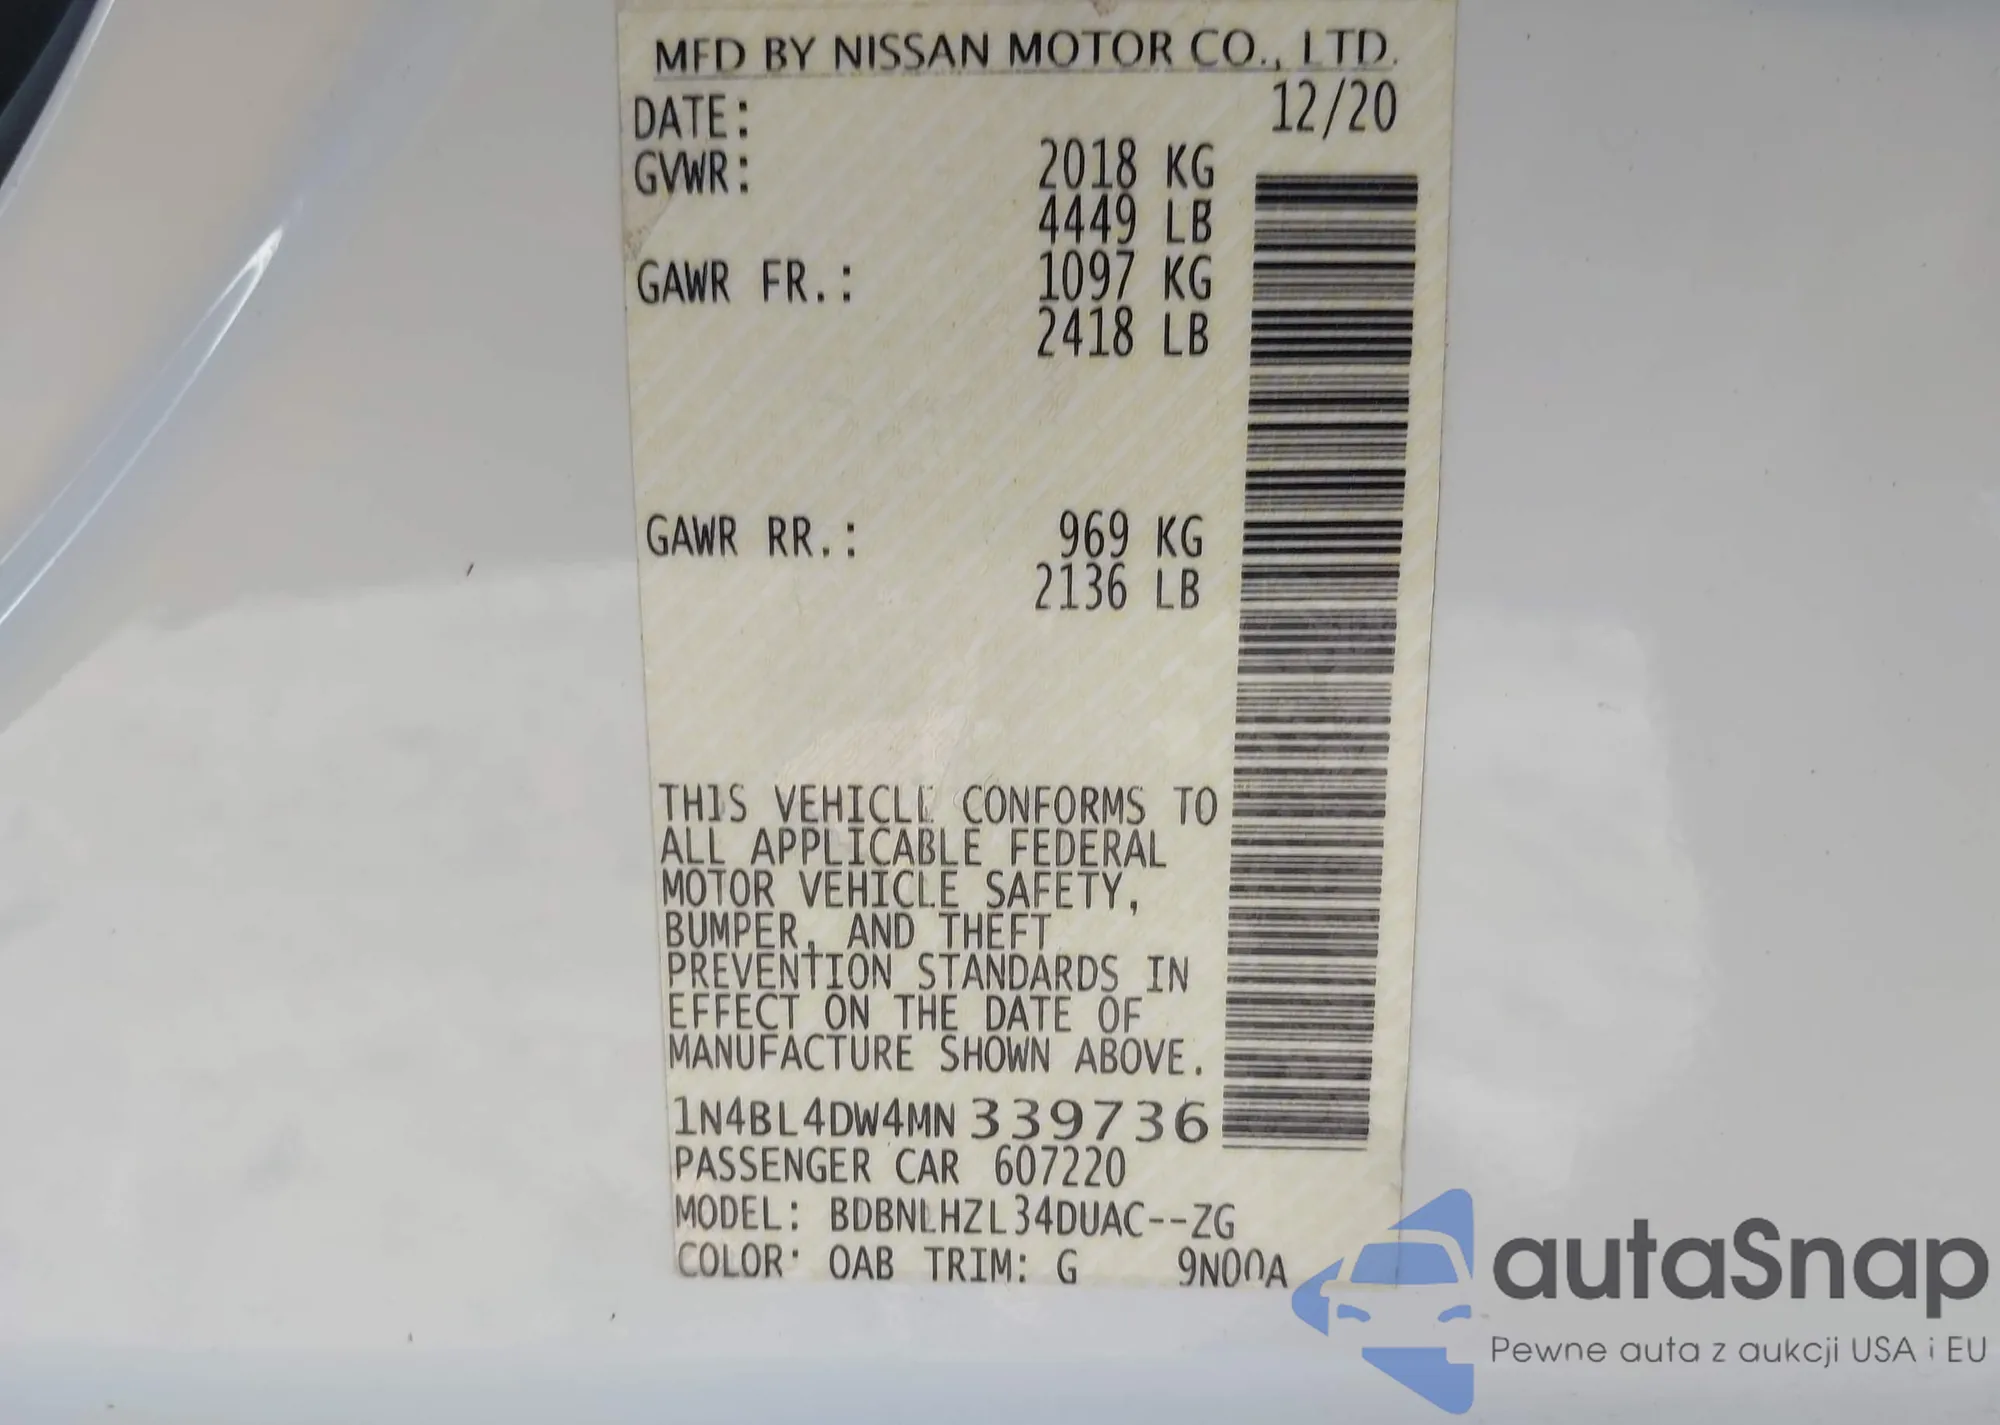 MFD BY NISSAN MOTOR CO., LTD.
DATE: 12/20
GVWR: 2018 KG
4449 LB
GAWR FR.: 1097 KG
2418 LB
GAWR RR.: 969 KG
2136 LB
THIS VEHICLE CONFORMS TO
ALL APPLICABLE FEDERAL
MOTOR VEHICLE SAFETY,
BUMPER, AND THEFT
PREVENTION STANDARDS IN
EFFECT ON THE DATE OF
MANUFACTURE SHOWN ABOVE.
1N4BL4DW4MN339736
PASSENGER CAR 607220
MODEL: BDBNLHZL34DUAC--ZG
COLOR: QAB TRIM: G 9N00A
autoSnap
Pewne auta z aukcji USA i EU